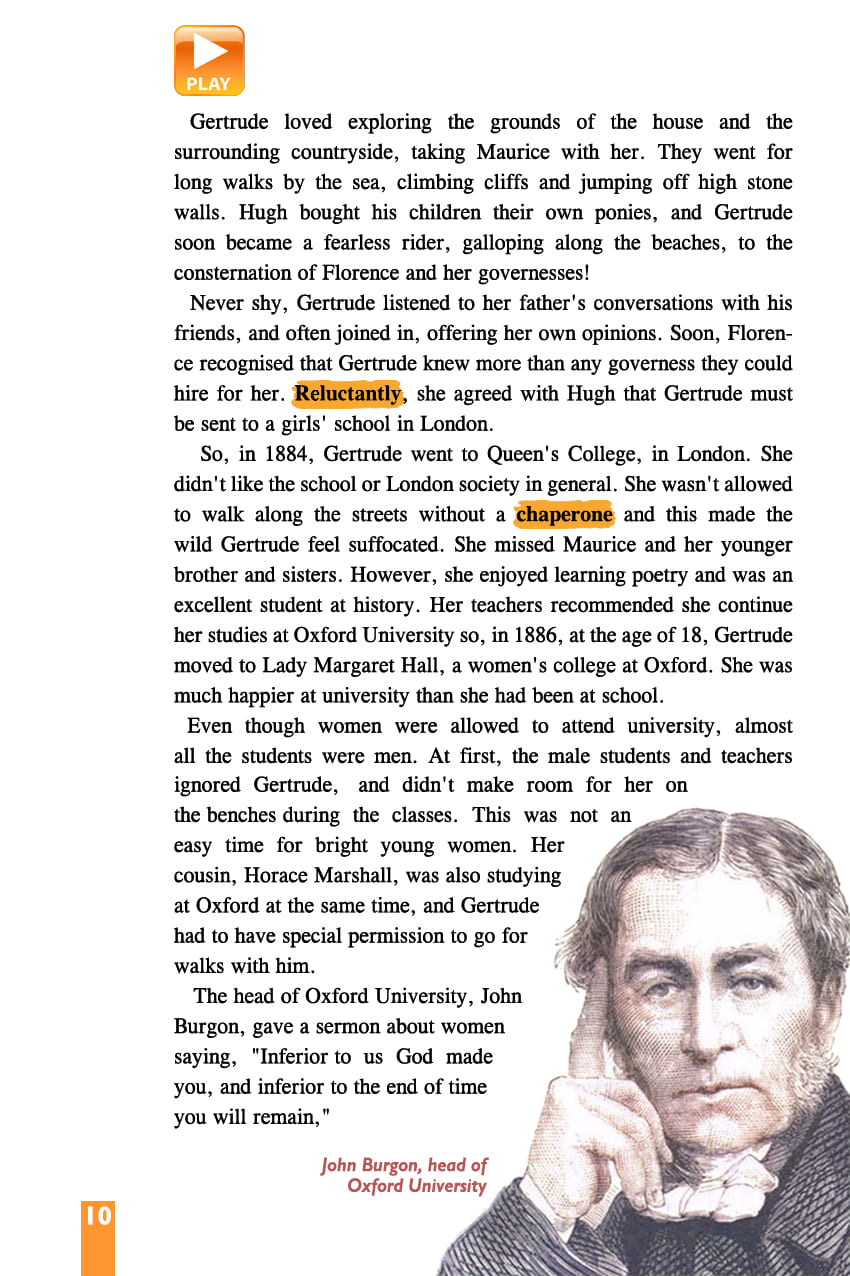 PLAY
Gertrude loved exploring the grounds of the house and the
surrounding countryside, taking Maurice with her. They went for
long walks by the sea, climbing cliffs and jumping off high stone
walls. Hugh bought his children their own ponies, and Gertrude
soon became a fearless rider, galloping along the beaches, to the
consternation of Florence and her governesses!
Never shy, Gertrude listened to her father's conversations with his
friends, and often joined in, offering her own opinions. Soon, Floren-
ce recognised that Gertrude knew more than any governess they could
hire for her. Reluctantly, she agreed with Hugh that Gertrude must
be sent to a girls' school in London.
So, in 1884, Gertrude went to Queen's College, in London. She
didn't like the school or London society in general. She wasn't allowed
to walk along the streets without a chaperone and this made the
wild Gertrude feel suffocated. She missed Maurice and her younger
brother and sisters. However, she enjoyed learning poetry and was an
excellent student at history. Her teachers recommended she continue
her studies at Oxford University so, in 1886, at the age of 18, Gertrude
moved to Lady Margaret Hall, a women's college at Oxford. She was
much happier at university than she had been at school.
Even though women were allowed to attend university, almost
all the students were men. At first, the male students and teachers
ignored Gertrude, and didn't make room for her on
the benches during the classes. This was not an
easy time for bright young women. Her
cousin, Horace Marshall, was also studying
at Oxford at the same time, and Gertrude
had to have special permission to go for
walks with him.
The head of Oxford University, John
Burgon, gave a sermon about women
saying, "Inferior to us God made
you, and inferior to the end of time
you will remain,"
John Burgon, head of
Oxford University
10